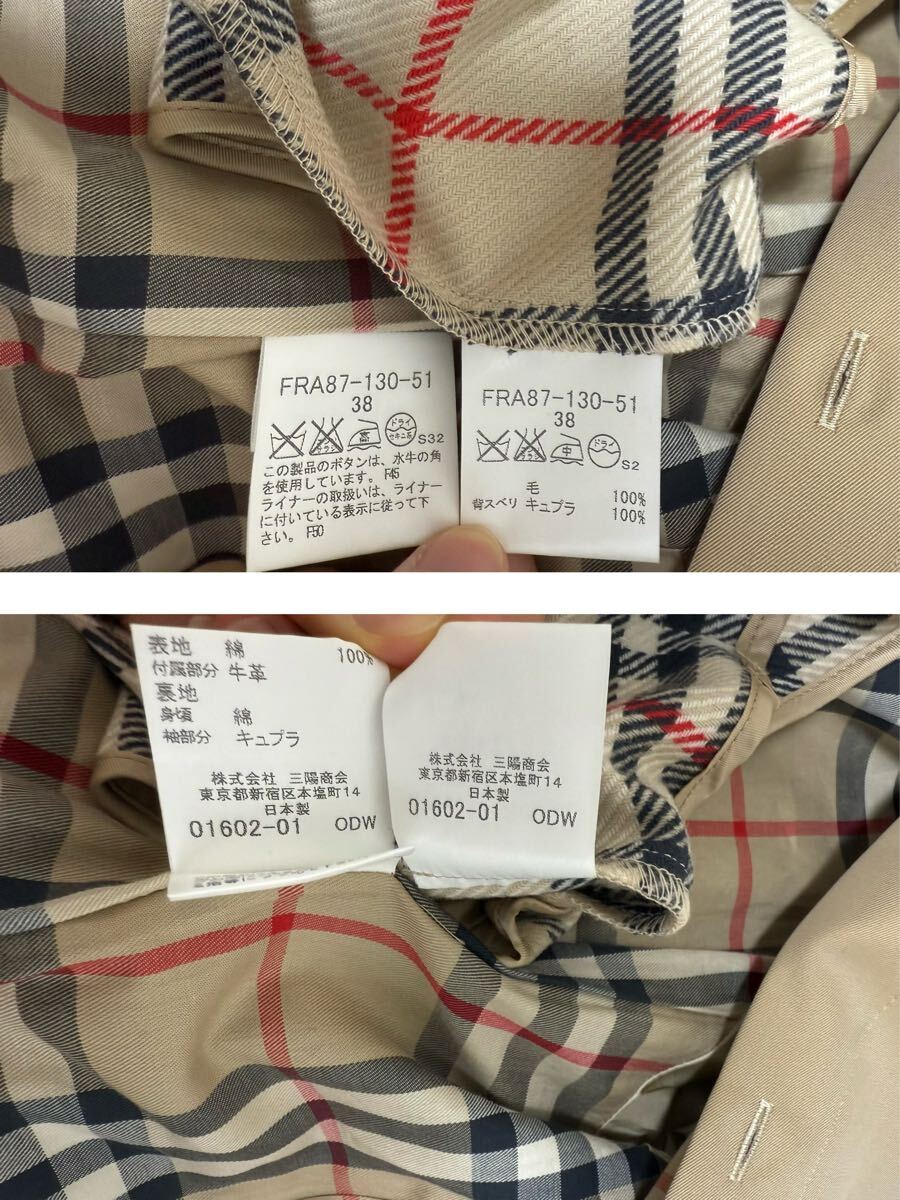 FRA87-130-51
38
ドライ
セキユ系
S32
この製品のボタンは、水牛の角
を使用しています。 F45
ライナーの取扱いは、ライナー
に付いている表示に従って下
さい。 F50
FRA87-130-51
38
中
ドライ
S2
毛 100%
背スベリ キュプラ 100%
表地 綿 100%
付属部分 牛革
裏地
身頃 綿
袖部分 キュプラ
株式会社 三陽商会
東京都新宿区本塩町14
日本製
01602-01 ODW
株式会社 三陽商会
東京都新宿区本塩町14
日本製
01602-01 ODW